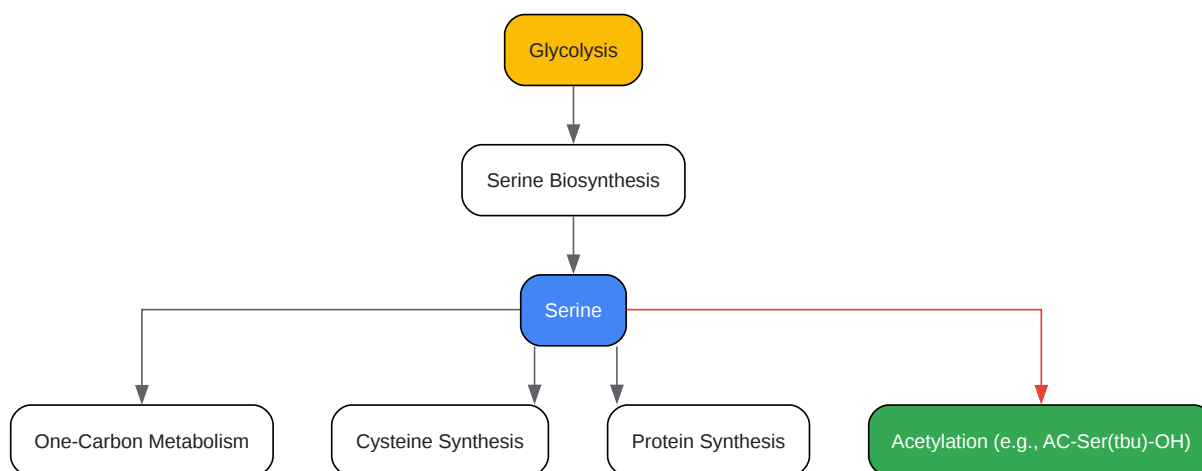 Glycolysis
Serine Biosynthesis
Serine
One-Carbon Metabolism
Cysteine Synthesis
Protein Synthesis
Acetylation (e.g., AC-Ser(tbu)-OH)